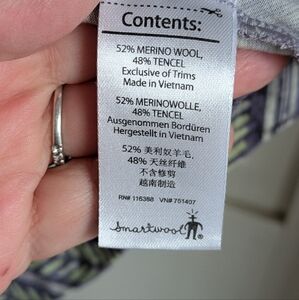 Contents:
52% MERINO WOOL,
48% TENCEL
Exclusive of Trims
Made in Vietnam
52% MERINOWOLLE,
48% TENCEL
Ausgenommen Bordüren
Hergestellt in Vietnam
52% 美利奴羊毛,
48% 天丝纤维
不含修剪
越南制造
RN# 116388 VN# 751407
Smartwool